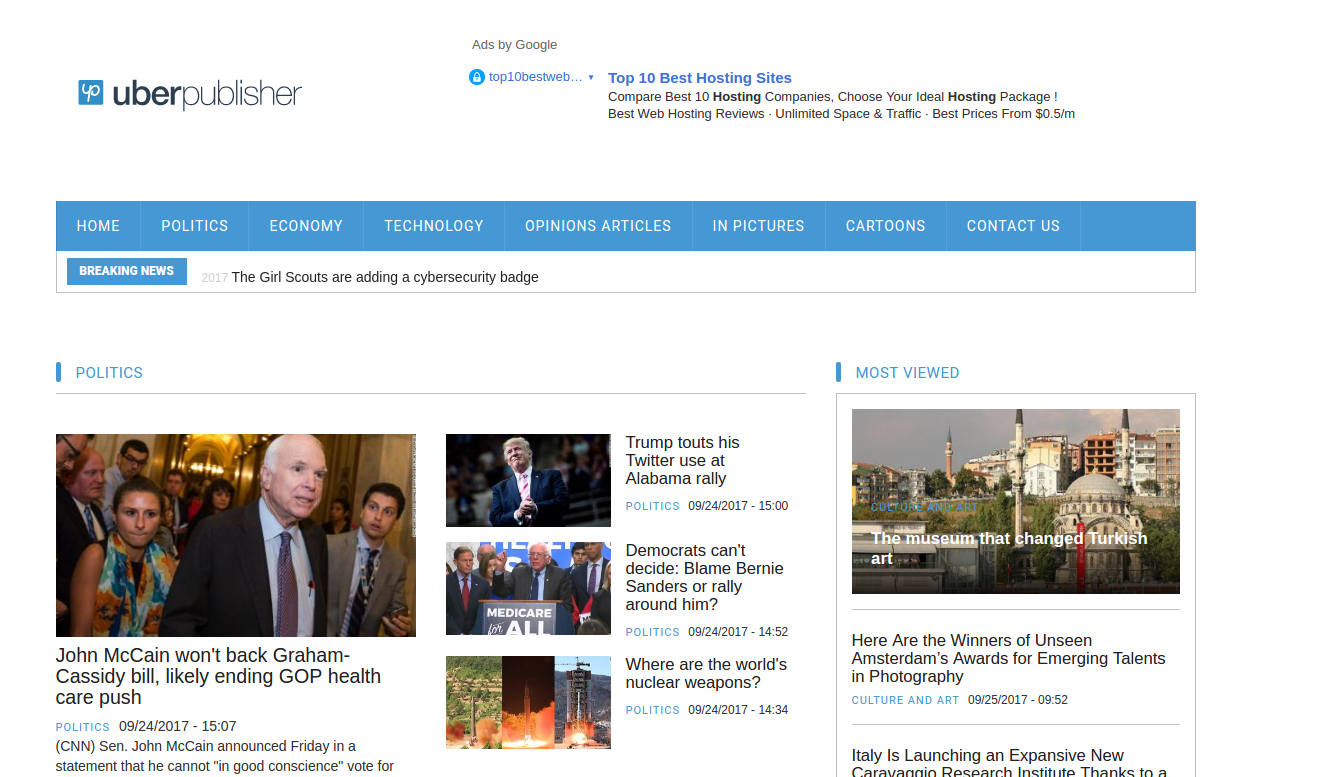 Ads by Google
top10bestweb… ▼
Top 10 Best Hosting Sites
Compare Best 10 Hosting Companies, Choose Your Ideal Hosting Package !
Best Web Hosting Reviews · Unlimited Space & Traffic · Best Prices From $0.5/m
yp uberpublisher
HOME POLITICS ECONOMY TECHNOLOGY OPINIONS ARTICLES IN PICTURES CARTOONS CONTACT US
BREAKING NEWS 2017 The Girl Scouts are adding a cybersecurity badge
POLITICS
John McCain won't back Graham-
Cassidy bill, likely ending GOP health
care push
POLITICS 09/24/2017 - 15:07
(CNN) Sen. John McCain announced Friday in a
statement that he cannot "in good conscience" vote for
Trump touts his
Twitter use at
Alabama rally
POLITICS 09/24/2017 - 15:00
MEDICARE
for ALL
Democrats can't
decide: Blame Bernie
Sanders or rally
around him?
POLITICS 09/24/2017 - 14:52
Where are the world's
nuclear weapons?
POLITICS 09/24/2017 - 14:34
MOST VIEWED
CULTURE AND ART
The museum that changed Turkish
art
Here Are the Winners of Unseen
Amsterdam's Awards for Emerging Talents
in Photography
CULTURE AND ART 09/25/2017 - 09:52
Italy Is Launching an Expansive New
Caravaggio Research Institute Thanks to a